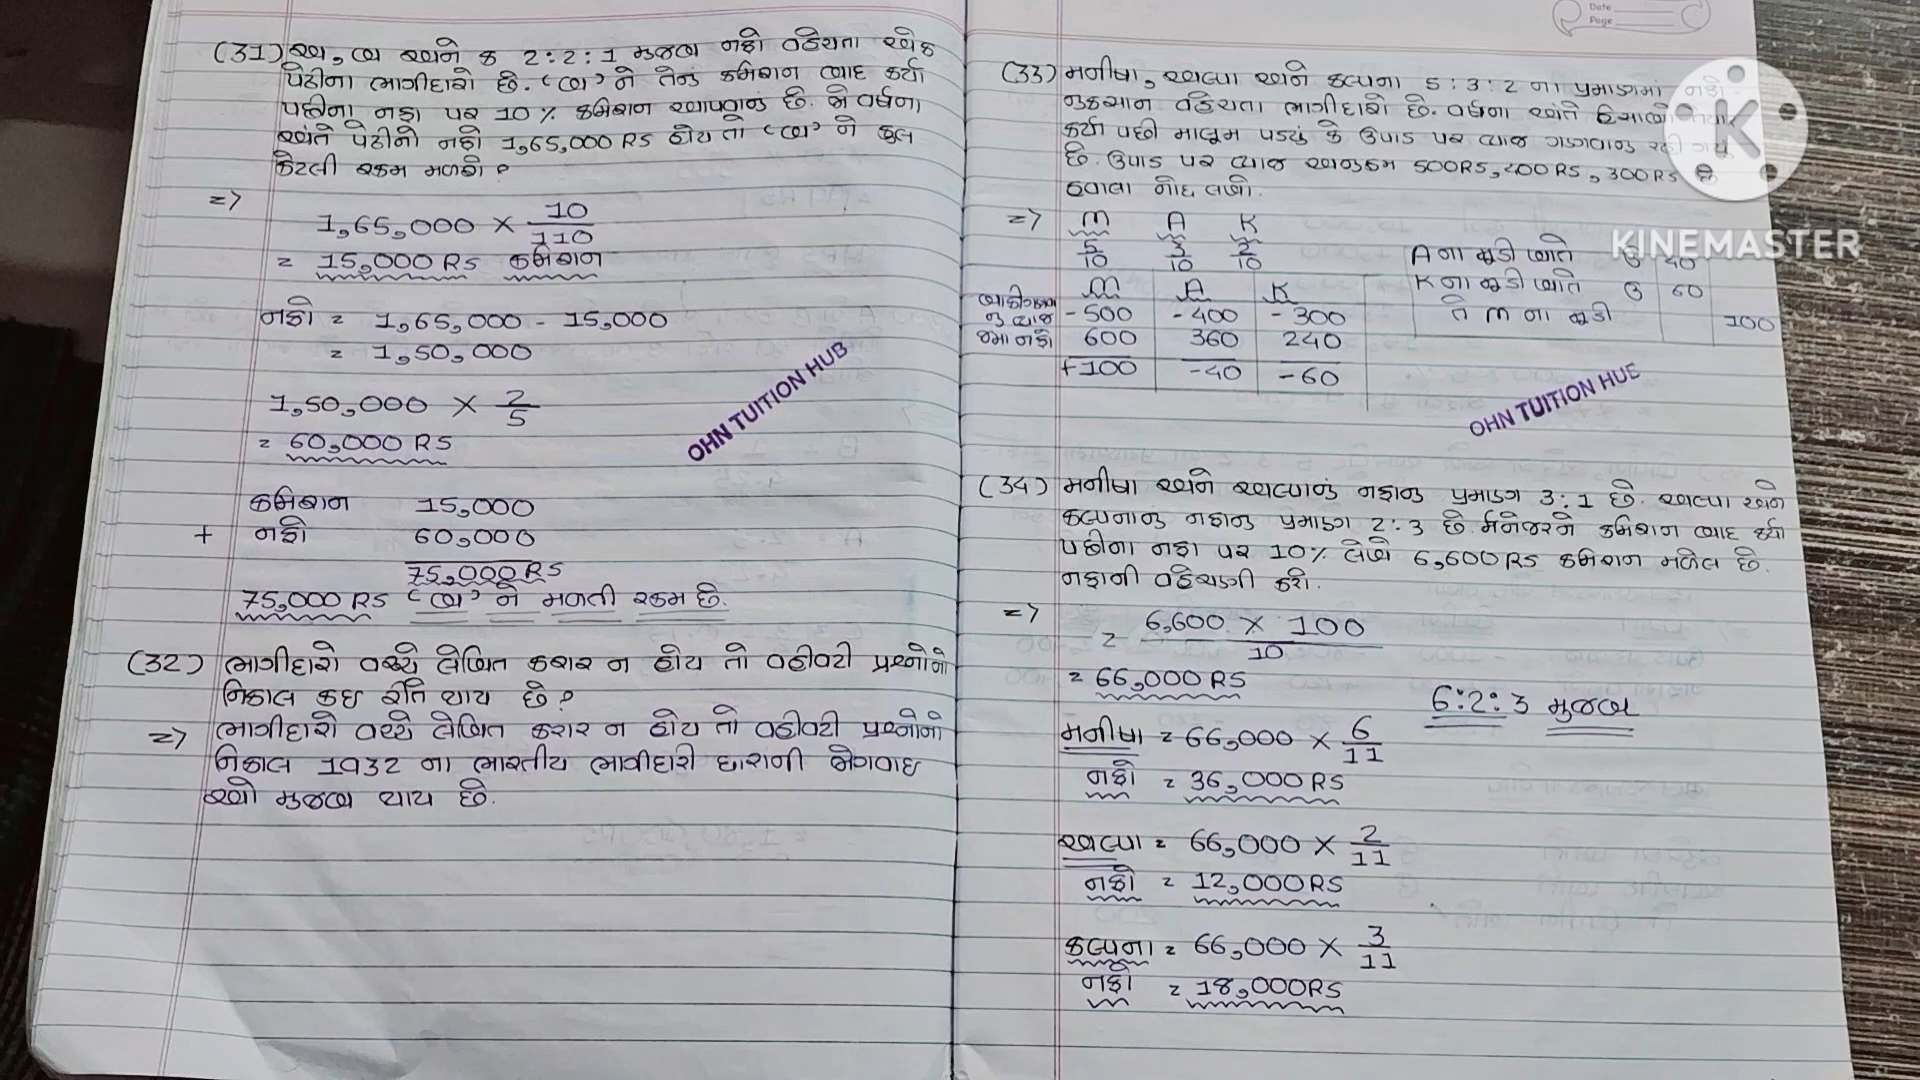 (31) અ, બ અને ક 2:2:1 મુજબ નફો વહેંચતા એક
પેઢીના ભાગીદારો છે. 'બ' ને તેનું કમિશન બાદ કર્યા
પછીના નફા પર 10% કમિશન આપવાનું છે. જો વર્ષના
અંતે પેઢીનો નફો 1,65,000 RS હોય તો 'બ' ને કુલ
કેટલી રકમ મળશે?
=> 1,65,000 × 10/110
= 15,000 RS કમિશન
નફો = 1,65,000 - 15,000
= 1,50,000
1,50,000 × 2/5
= 60,000 RS
કમિશન 15,000
+ નફો 60,000
75,000 RS
75,000 RS 'બ' ને મળતી રકમ છે.
OHN TUITION HUB
(32) ભાગીદારો વચ્ચે લેખિત કરાર ન હોય તો વહીવટી પ્રશ્નોનો
નિકાલ કઇ રીતે થાય છે?
=> ભાગીદારો વચ્ચે લેખિત કરાર ન હોય તો વહીવટી પ્રશ્નોનો
નિકાલ 1932 ના ભારતીય ભાગીદારી ધારાની જોગવાઇ
ઓ મુજબ થાય છે.
Date
Page
(33) મનીષા, અલ્પા અને કલ્પના 5:3:2 ના પ્રમાણમાં નફો-
નુકસાન વહેંચતા ભાગીદારો છે. વર્ષના અંતે હિસાબો
કર્યા પછી માલૂમ પડયું કે ઉપાડ પર વ્યાજ ગણવાનું રહી ગયું
છે. ઉપાડ પર વ્યાજ અનુક્રમ 500RS, 400RS, 300RS છે.
હવાલા નોંધ લખો.
=> M A K
5/10 3/10 2/10
M A K
- 500 - 400 - 300
જમા નફો 600 360 240
+100 -40 -60
A ના મૂડી ખાતે ઉ 40
K ના મૂડી ખાતે ઉ 60
તે M ના મૂડી 100
KINEMASTER
OHN TUITION HUB
(34) મનીષા અને અલ્પાનું નફાનું પ્રમાણ 3:1 છે. અલ્પા અને
કલ્પનાનું નફાનું પ્રમાણ 2:3 છે. મેનેજરને કમિશન બાદ કર્યા
પછીના નફા પર 10% લેખે 6,600RS કમિશન મળેલ છે.
નફાની વહેંચણી કરો.
=> = 6,600 × 100/10
= 66,000 RS
6:2:3 મુજબ
મનીષા = 66,000 × 6/11
નફો = 36,000 RS
અલ્પા = 66,000 × 2/11
નફો = 12,000RS
કલ્પના = 66,000 × 3/11
નફો = 18,000RS